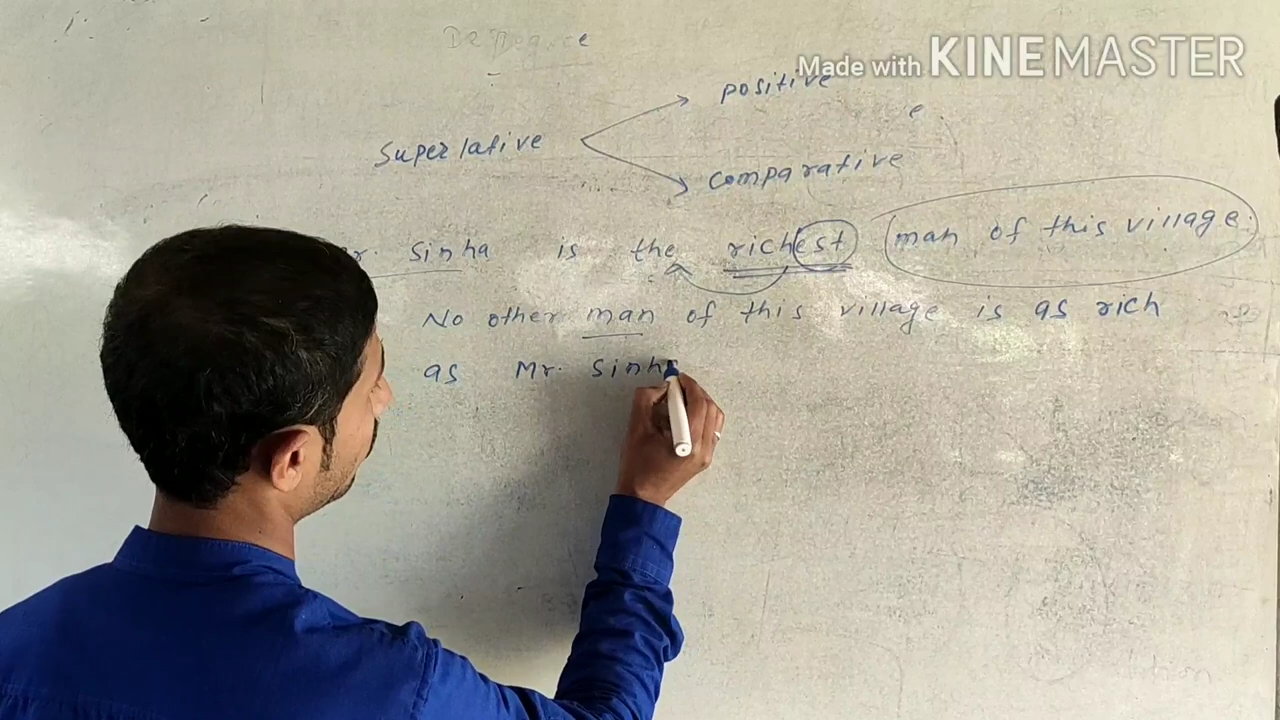 Made with KINEMASTER
positive
e
Superlative
comparative
r. Sinha is the richest man of this village.
No other man of this village is as rich
as Mr. Sinha